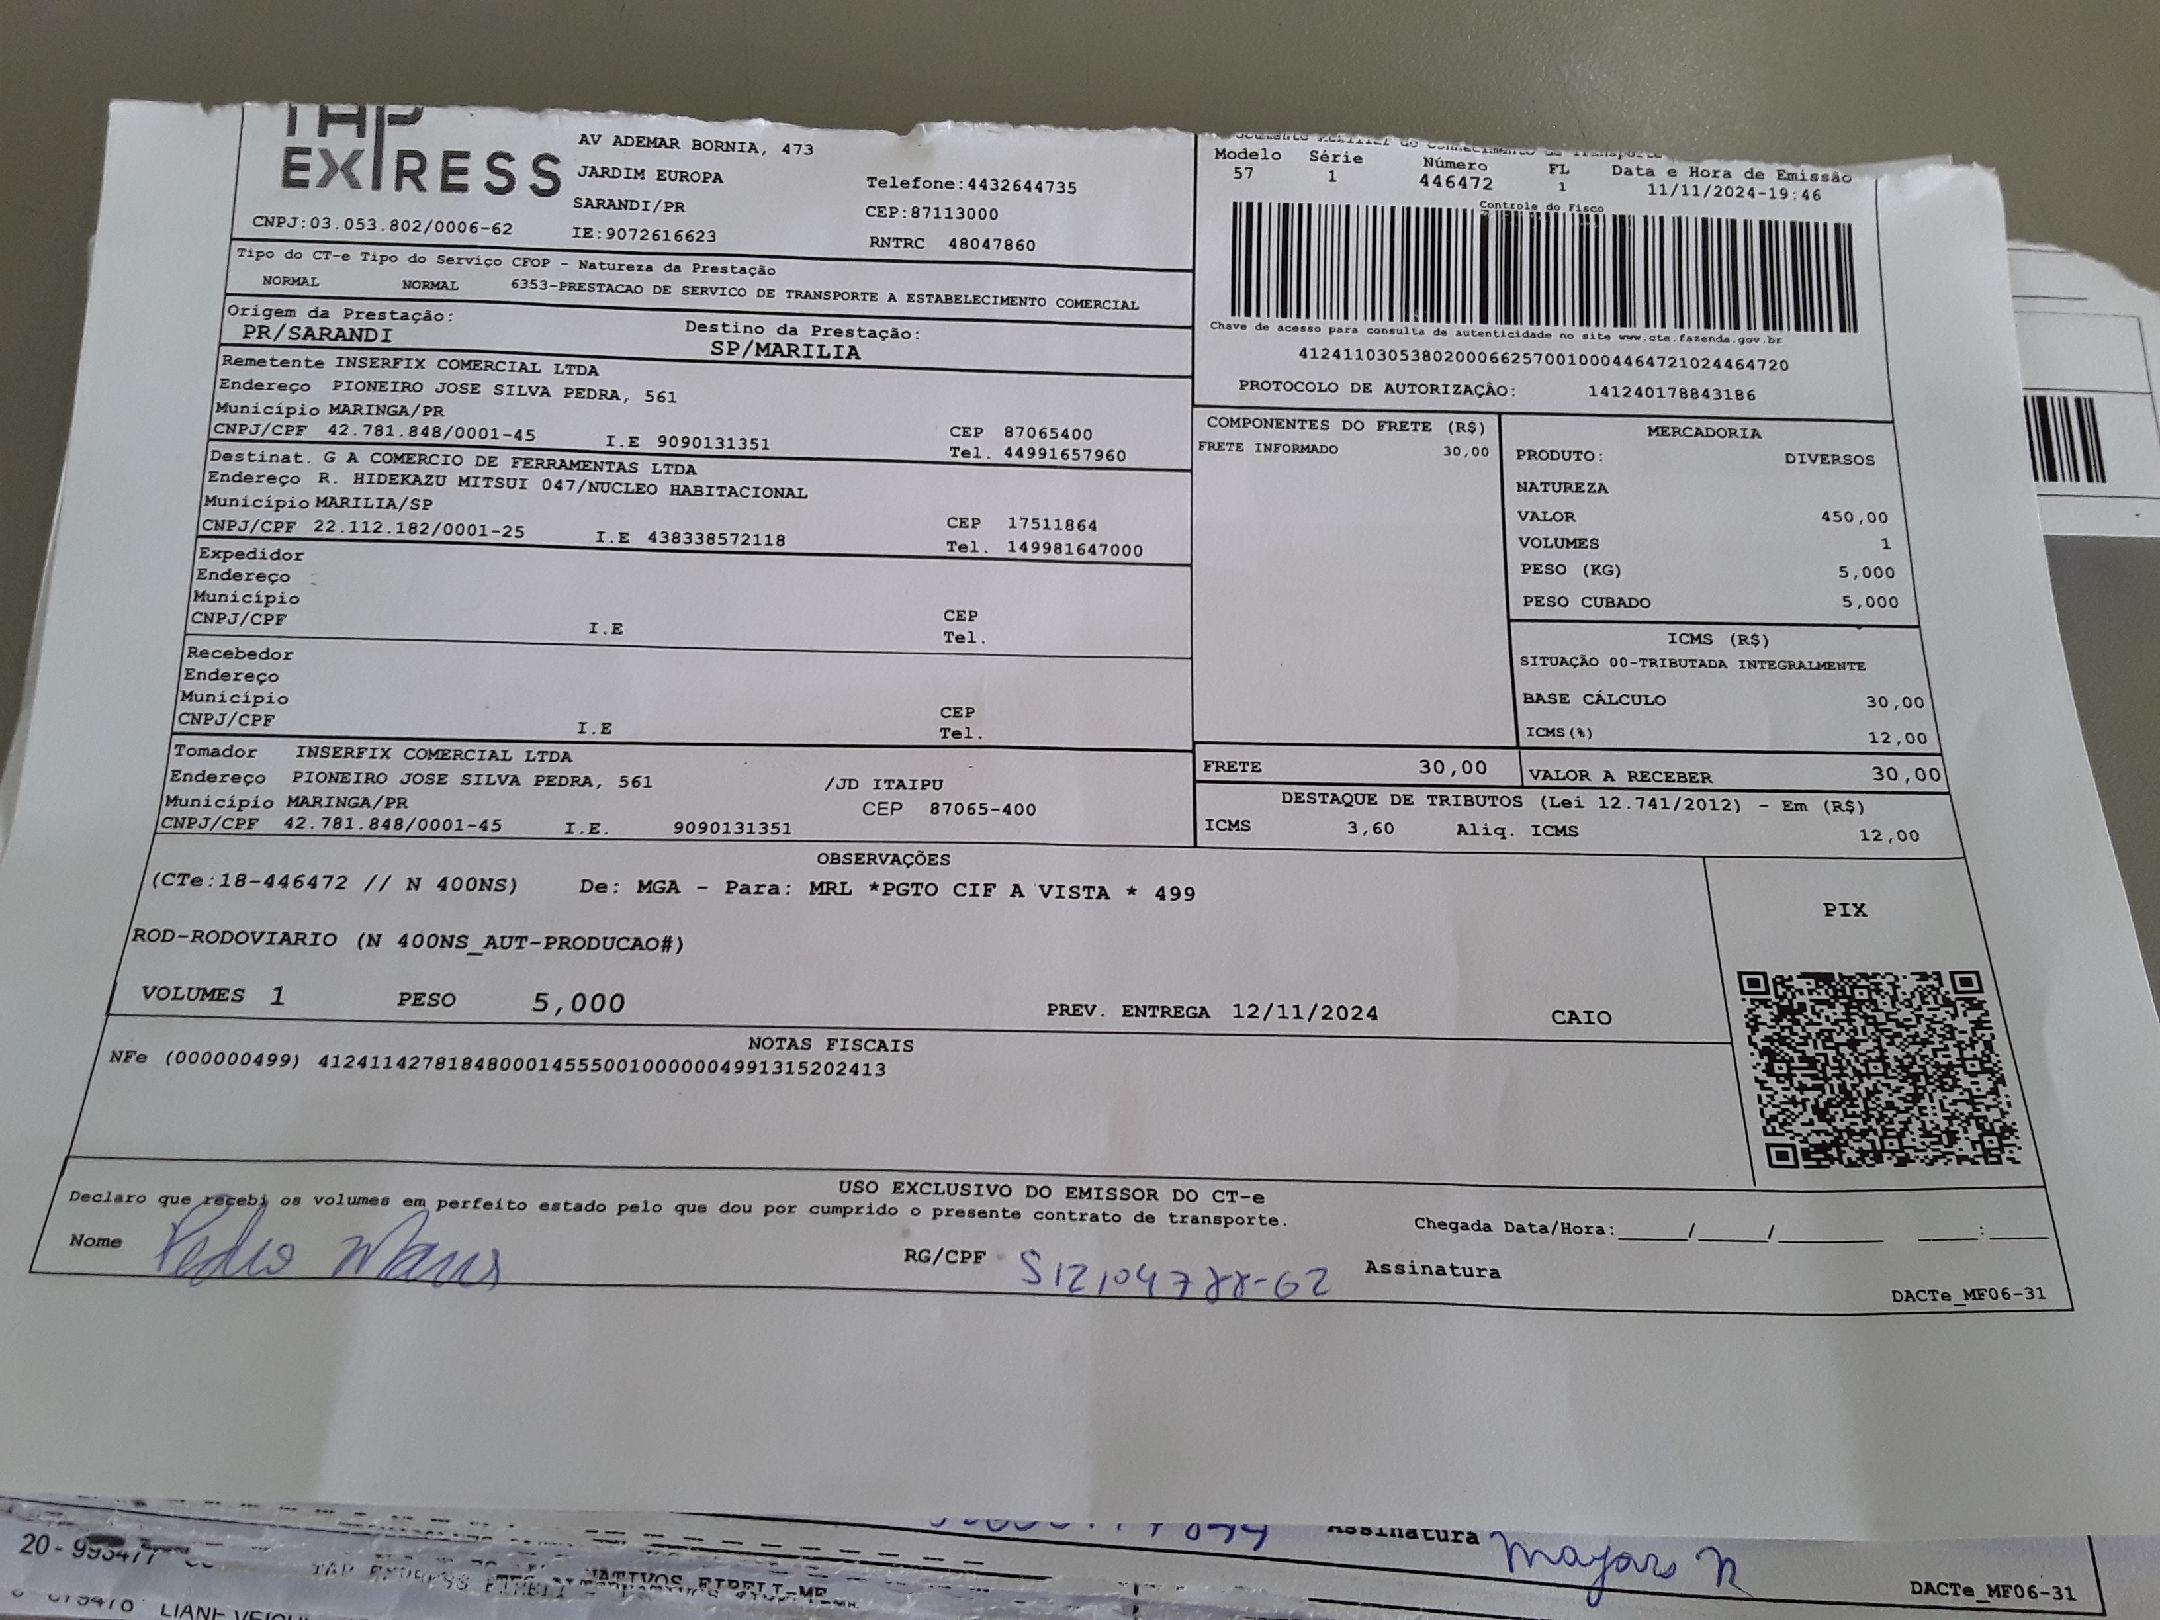 TAP
EXPRESS
AV ADEMAR BORNIA, 473
JARDIM EUROPA
SARANDI/PR
Telefone:4432644735
CEP:87113000
CNPJ:03.053.802/0006-62
IE:9072616623
RNTRC 48047860
Tipo do CT-e Tipo do Serviço CFOP - Natureza da Prestação
NORMAL NORMAL 6353-PRESTACAO DE SERVICO DE TRANSPORTE A ESTABELECIMENTO COMERCIAL
Origem da Prestação: Destino da Prestação:
PR/SARANDI SP/MARILIA
Remetente INSERFIX COMERCIAL LTDA
Endereço PIONEIRO JOSE SILVA PEDRA, 561
Município MARINGA/PR CEP 87065400
CNPJ/CPF 42.781.848/0001-45 I.E 9090131351 Tel. 44991657960
Destinat. G A COMERCIO DE FERRAMENTAS LTDA
Endereço R. HIDEKAZU MITSUI 047/NUCLEO HABITACIONAL
Município MARILIA/SP CEP 17511864
CNPJ/CPF 22.112.182/0001-25 I.E 438338572118 Tel. 149981647000
Expedidor
Endereço
Município CEP
CNPJ/CPF I.E Tel.
Recebedor
Endereço
Município CEP
CNPJ/CPF I.E Tel.
Tomador INSERFIX COMERCIAL LTDA
Endereço PIONEIRO JOSE SILVA PEDRA, 561 /JD ITAIPU
Município MARINGA/PR CEP 87065-400
CNPJ/CPF 42.781.848/0001-45 I.E. 9090131351
Modelo Série Número FL Data e Hora de Emissão
57 1 446472 1 11/11/2024-19:46
Controle do Fisco
Chave de acesso para consulta de autenticidade no site www.cte.fazenda.gov.br
41241103053802000662570010004464721024464720
PROTOCOLO DE AUTORIZAÇÃO: 141240178843186
COMPONENTES DO FRETE (R$)
FRETE INFORMADO 30,00
MERCADORIA
PRODUTO: DIVERSOS
NATUREZA
VALOR 450,00
VOLUMES 1
PESO (KG) 5,000
PESO CUBADO 5,000
ICMS (R$)
SITUAÇÃO 00-TRIBUTADA INTEGRALMENTE
BASE CÁLCULO 30,00
ICMS(%) 12,00
FRETE 30,00 VALOR A RECEBER 30,00
DESTAQUE DE TRIBUTOS (Lei 12.741/2012) - Em (R$)
ICMS 3,60 Aliq. ICMS 12,00
OBSERVAÇÕES
(CTe:18-446472 // N 400NS) De: MGA - Para: MRL *PGTO CIF A VISTA * 499
PIX
ROD-RODOVIARIO (N 400NS_AUT-PRODUCAO#)
VOLUMES 1 PESO 5,000 PREV. ENTREGA 12/11/2024 CAIO
NOTAS FISCAIS
NFe (000000499) 41241142781848000145550010000004991315202413
USO EXCLUSIVO DO EMISSOR DO CT-e
Declaro que recebi os volumes em perfeito estado pelo que dou por cumprido o presente contrato de transporte.
Chegada Data/Hora:____/____/______ ____:____
Nome Pedro RG/CPF Assinatura
DACTe_MF06-31
Assinatura
DACTe_MF06-31